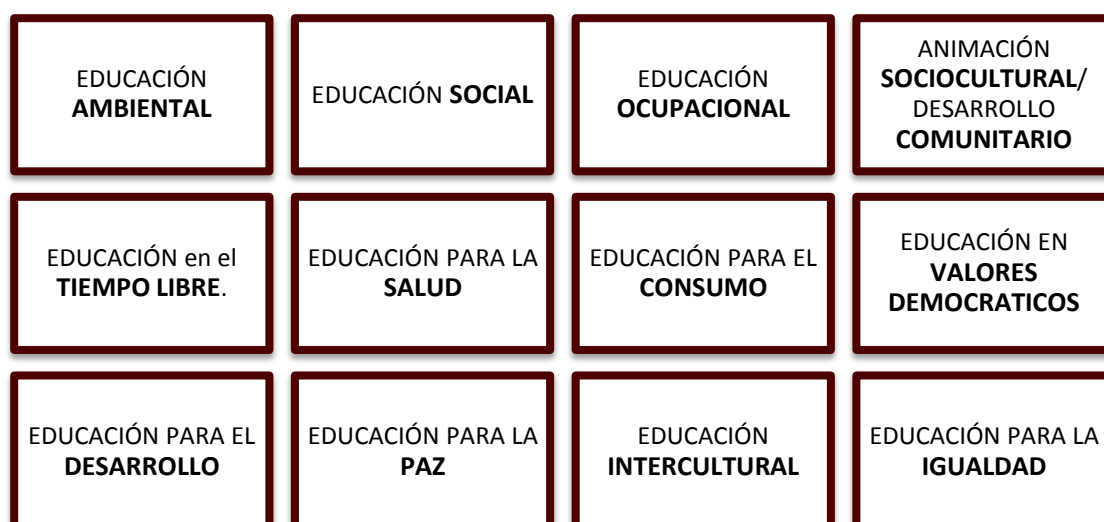 EDUCACIÓN
AMBIENTAL
EDUCACIÓN SOCIAL
EDUCACIÓN
OCUPACIONAL
ANIMACIÓN
SOCIOCULTURAL/
DESARROLLO
COMUNITARIO
EDUCACIÓN en el
TIEMPO LIBRE.
EDUCACIÓN PARA LA
SALUD
EDUCACIÓN PARA EL
CONSUMO
EDUCACIÓN EN
VALORES
DEMOCRATICOS
EDUCACIÓN PARA EL
DESARROLLO
EDUCACIÓN PARA LA
PAZ
EDUCACIÓN
INTERCULTURAL
EDUCACIÓN PARA LA
IGUALDAD